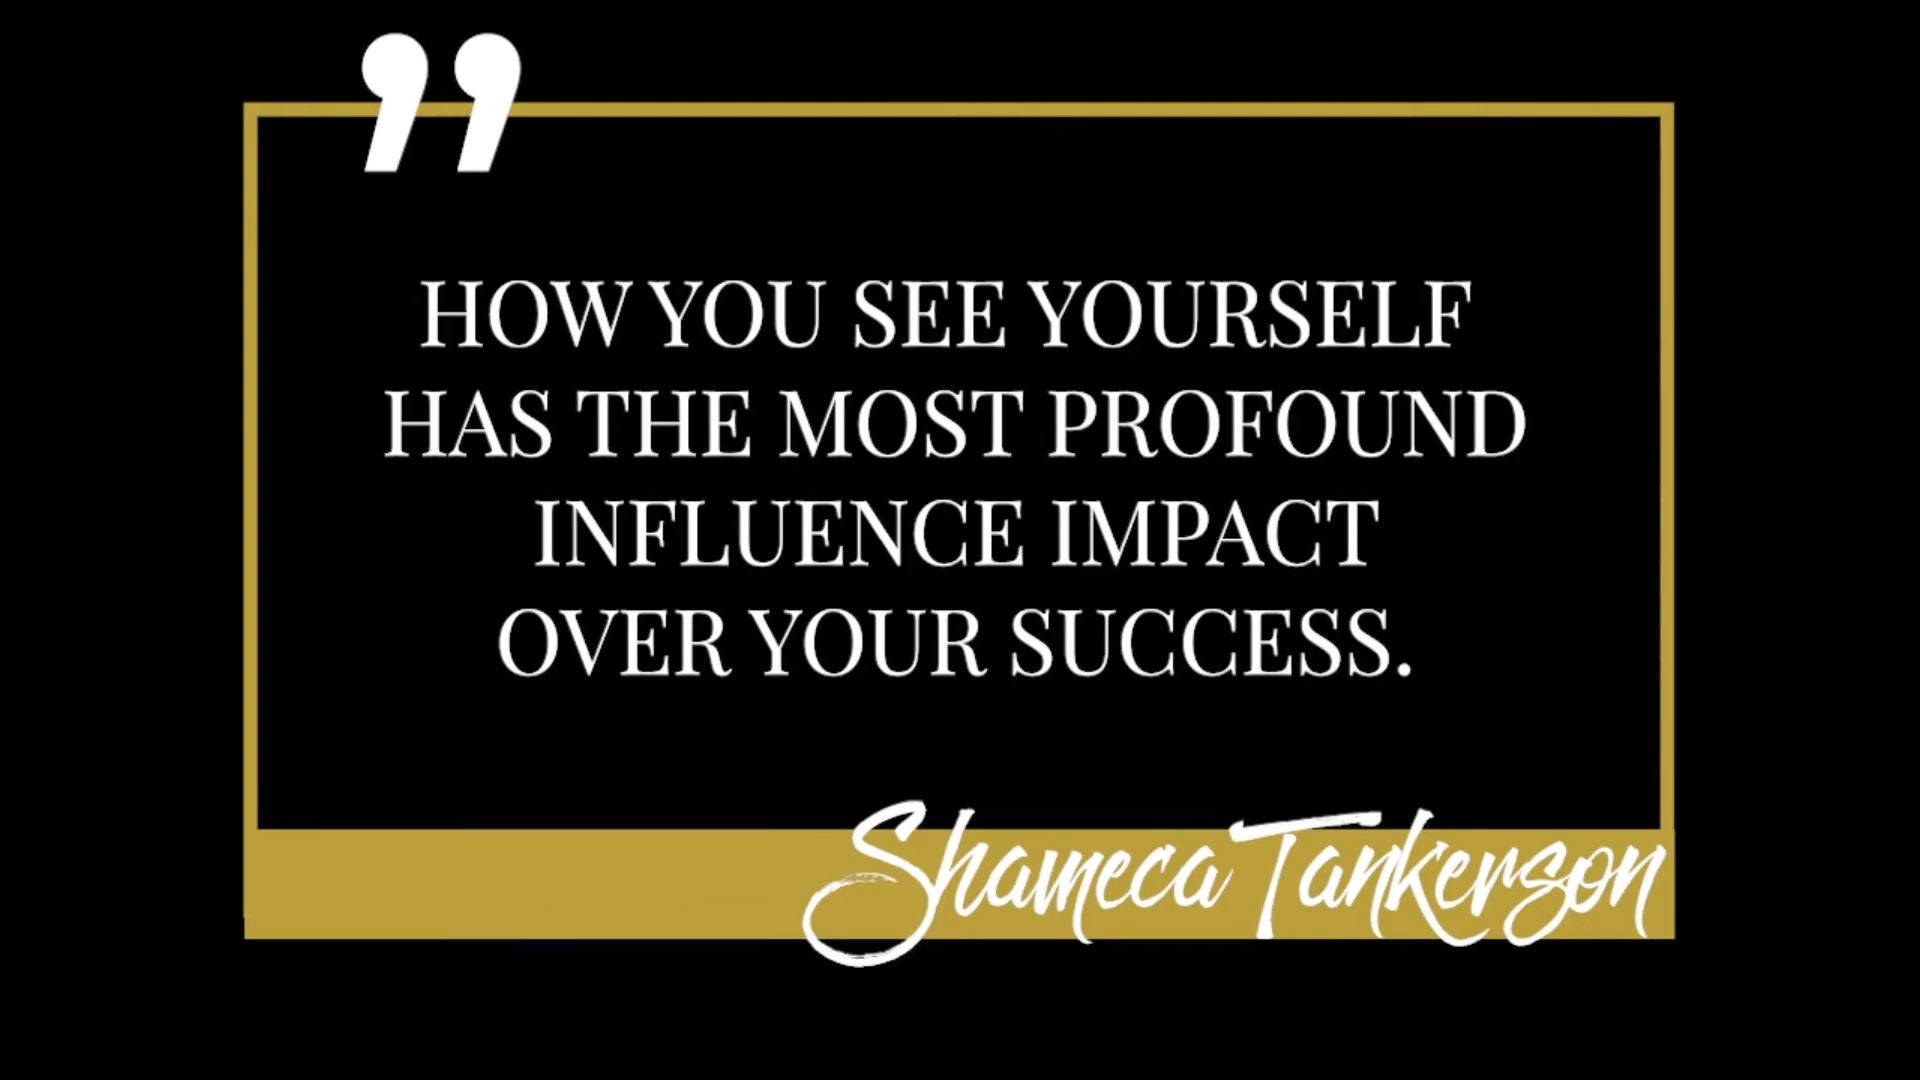 ”
HOW YOU SEE YOURSELF
HAS THE MOST PROFOUND
INFLUENCE IMPACT
OVER YOUR SUCCESS.
Shameca Tankerson